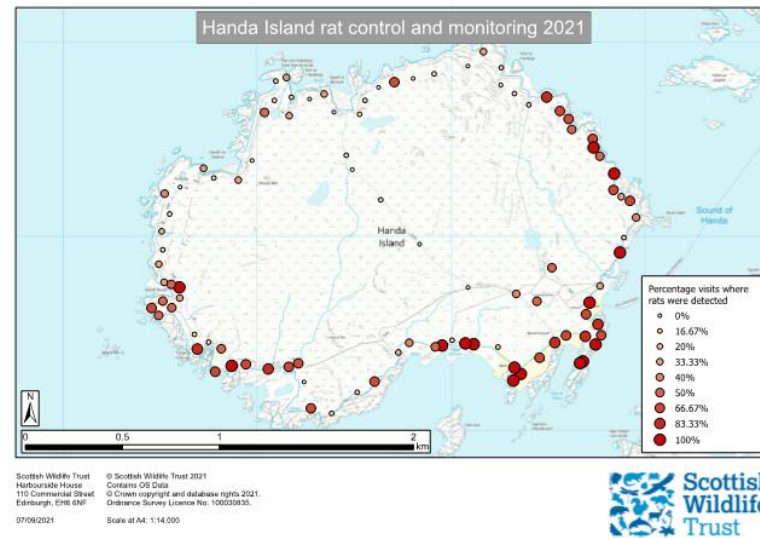 Handa Island rat control and monitoring 2021
Sound of
Handa
Handa
Island
Percentage visits where
rats were detected
0%
16.67%
20%
33.33%
40%
50%
66.67%
83.33%
100%
N
0 0.5 1 2
km
Scottish Wildlife Trust
Harbourside House
110 Commercial Street
Edinburgh, EH6 6NF
07/09/2021
© Scottish Wildlife Trust 2021
Contains OS Data
© Crown copyright and database rights 2021.
Ordnance Survey Licence No. 100030835.
Scale at A4: 1:14,000
Scottish
Wildlife
Trust